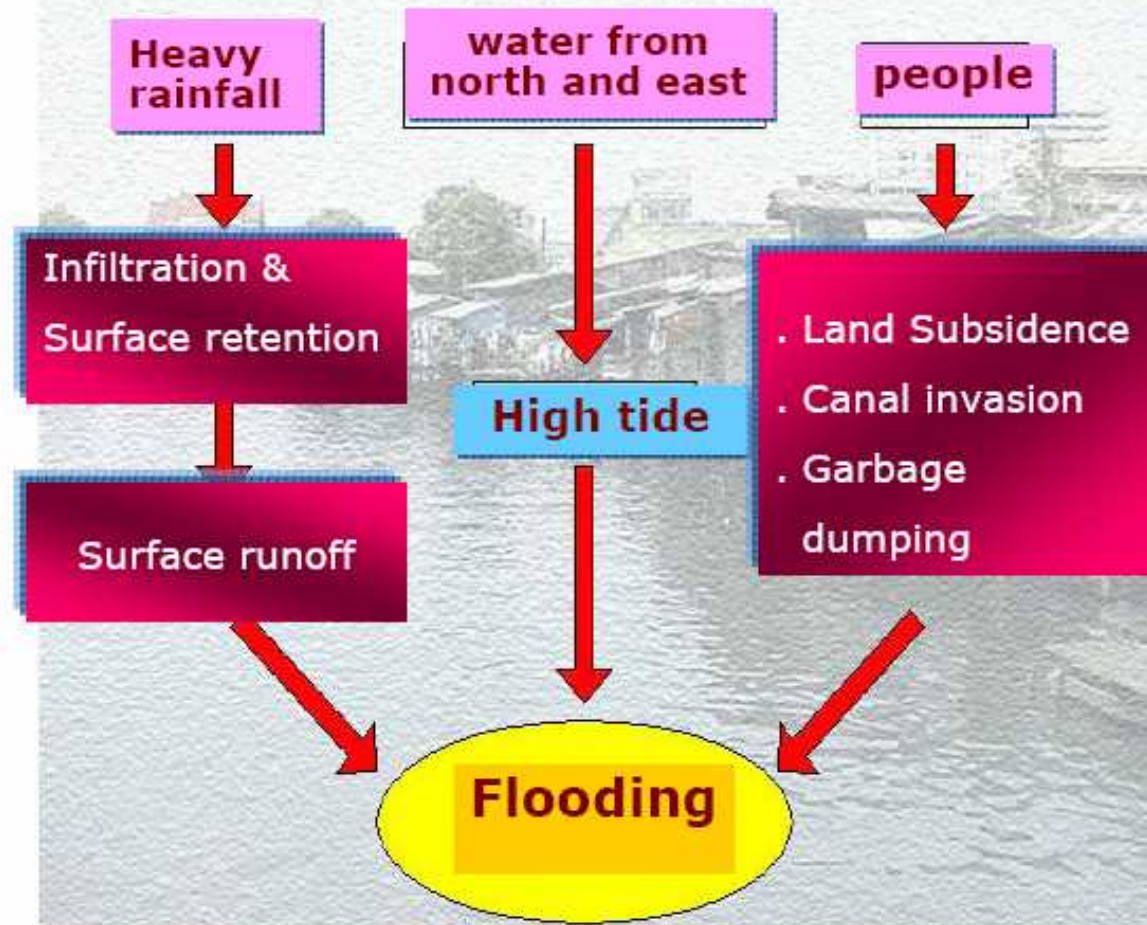 Heavy
rainfall
water from
north and east
people
Infiltration &
Surface retention
. Land Subsidence
. Canal invasion
. Garbage
dumping
High tide
Surface runoff
Flooding